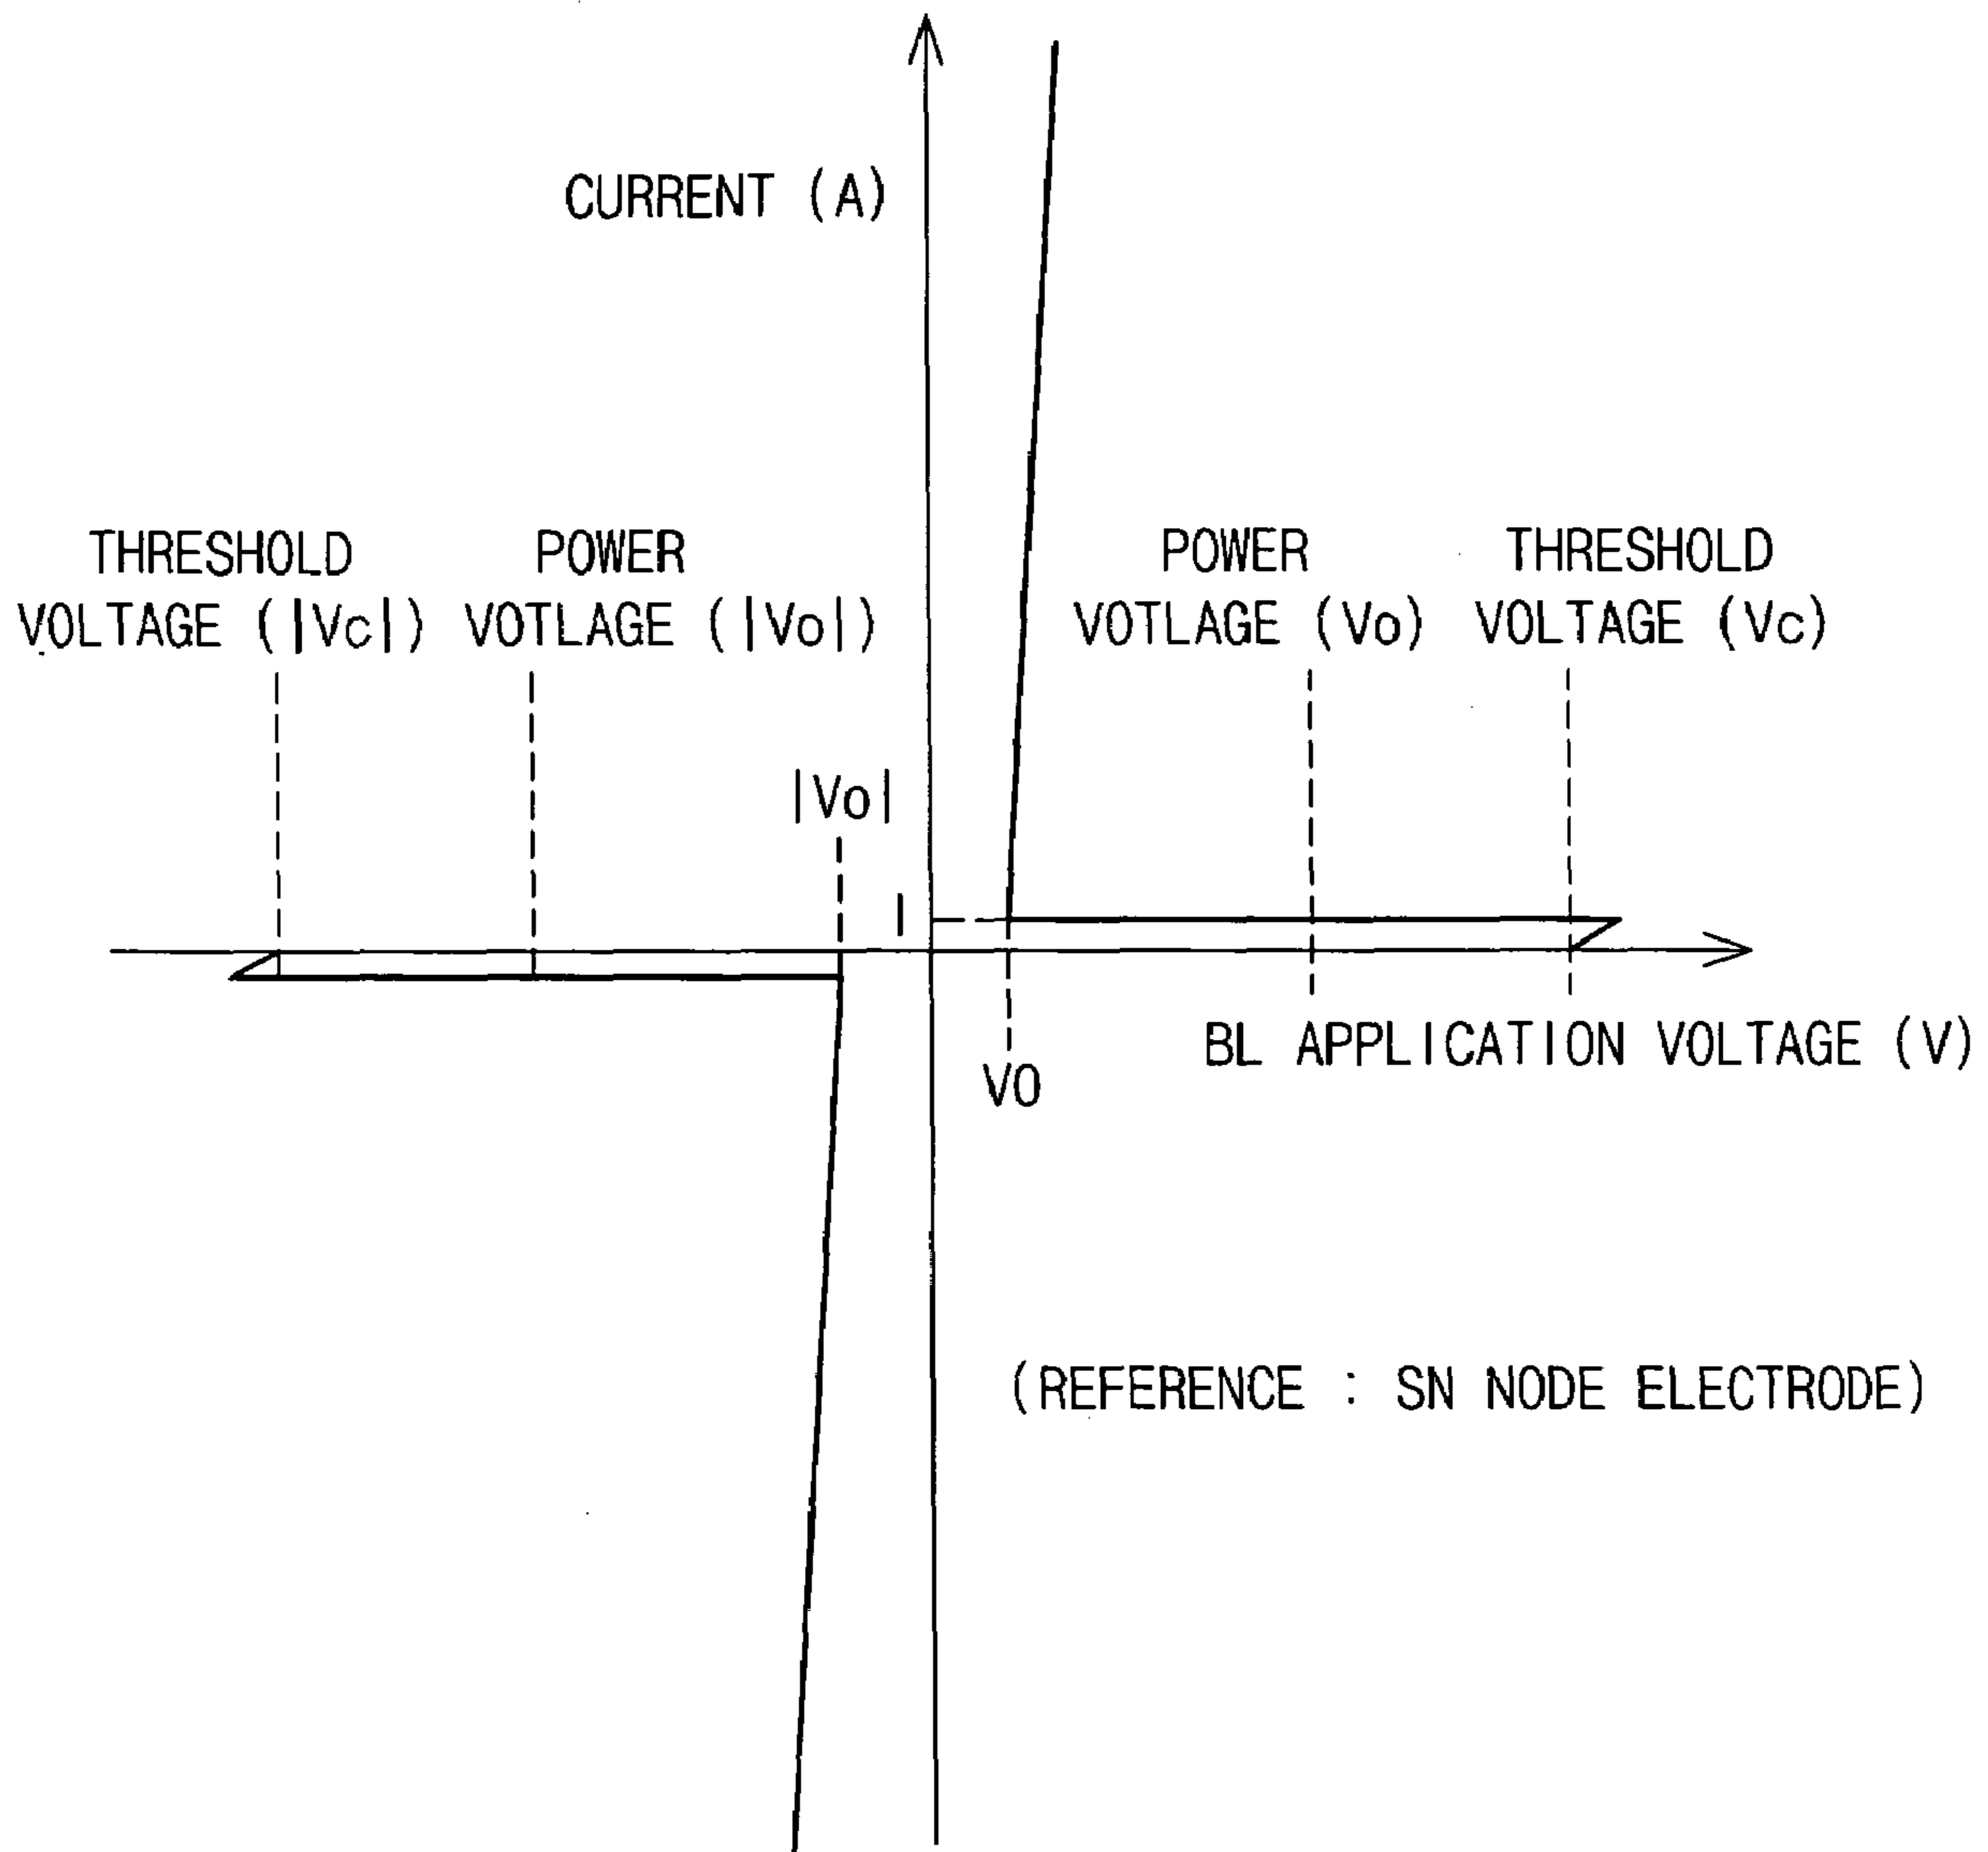 CURRENT (A)
THRESHOLD
VOLTAGE (|Vc|)
POWER
VOTLAGE (|Vo|)
POWER
VOTLAGE (Vo)
THRESHOLD
VOLTAGE (Vc)
|Vo|
I
VO
BL APPLICATION VOLTAGE (V)
(REFERENCE : SN NODE ELECTRODE)